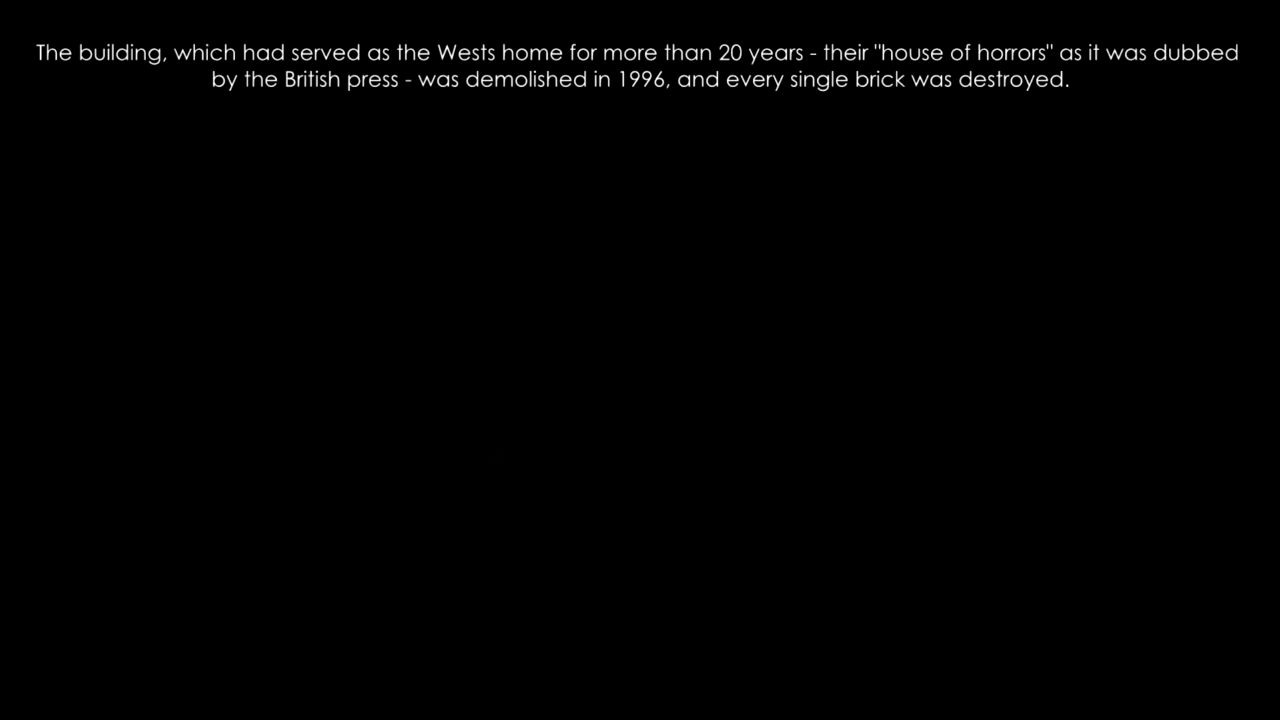 The building, which had served as the Wests home for more than 20 years - their "house of horrors" as it was dubbed
by the British press - was demolished in 1996, and every single brick was destroyed.